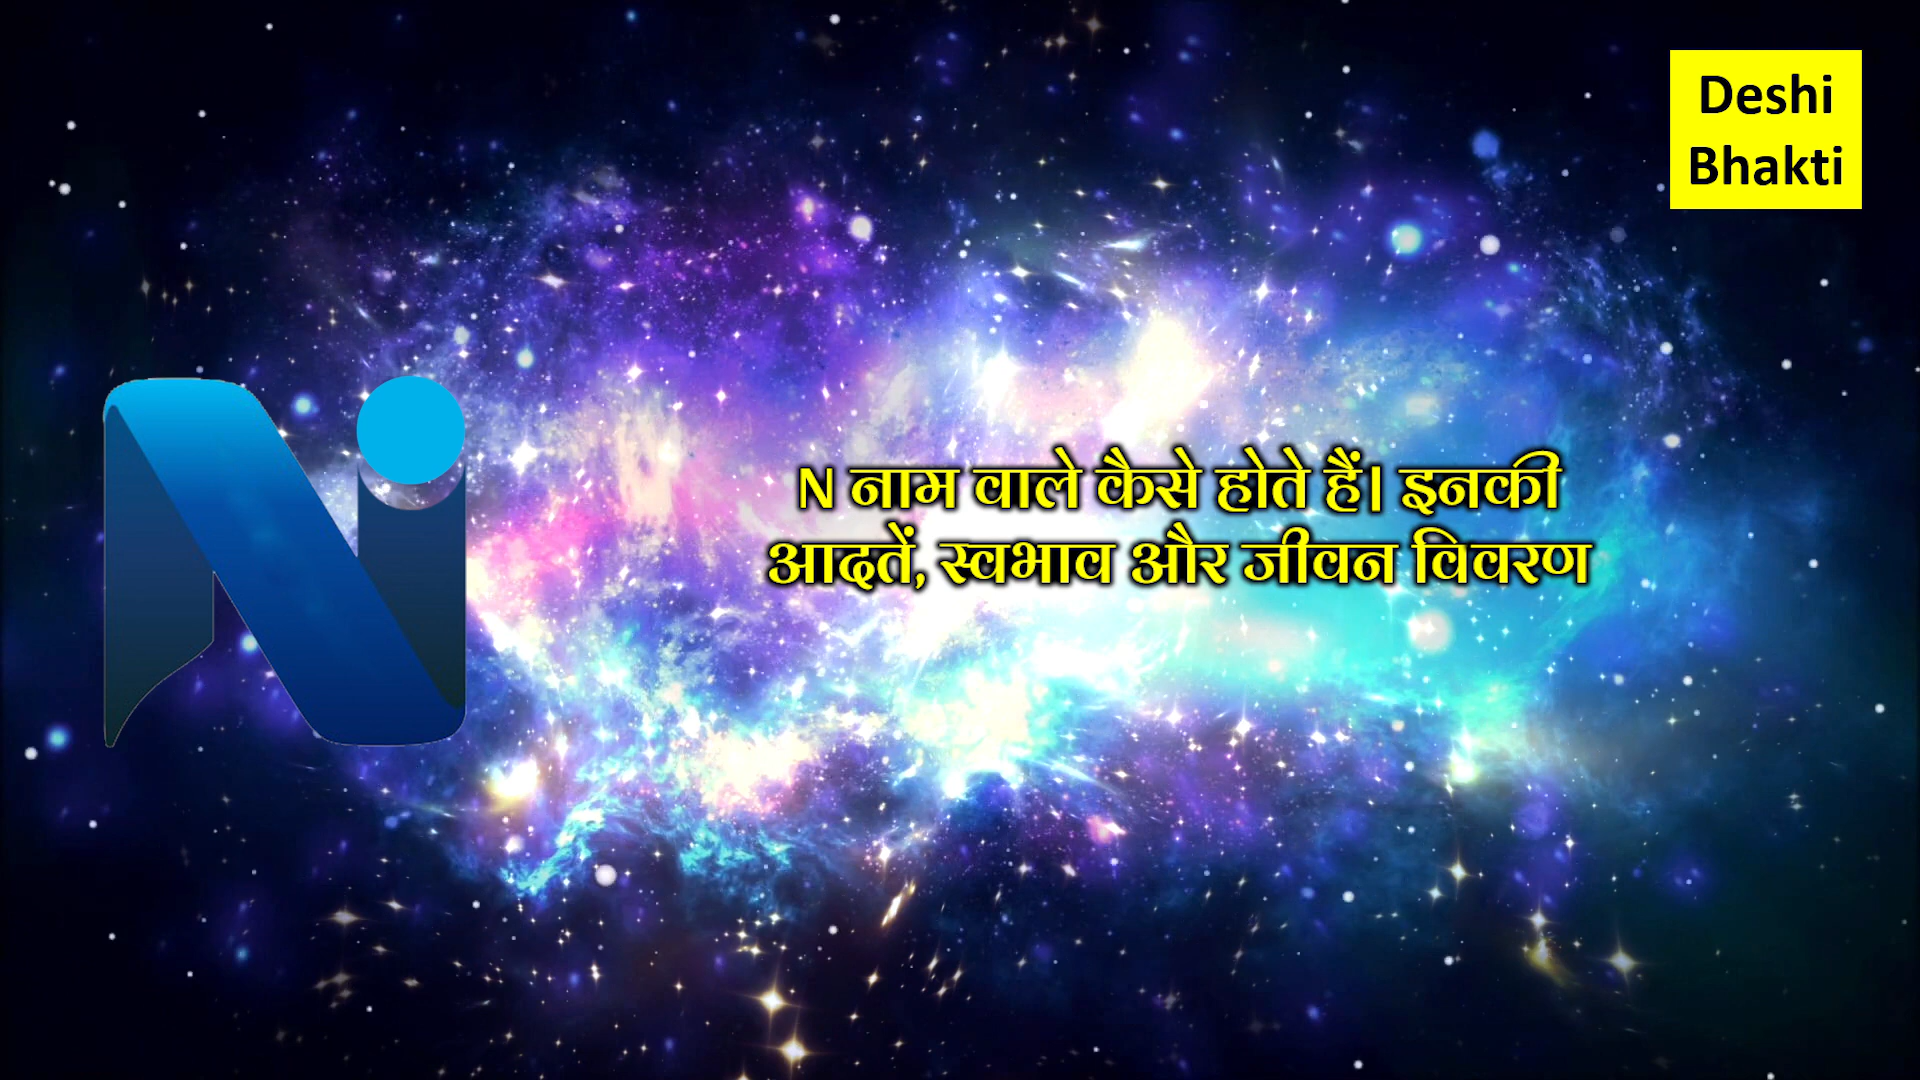 Deshi
Bhakti
N नाम वाले कैसे होते हैं। इनकी
आदतें, स्वभाव और जीवन विवरण